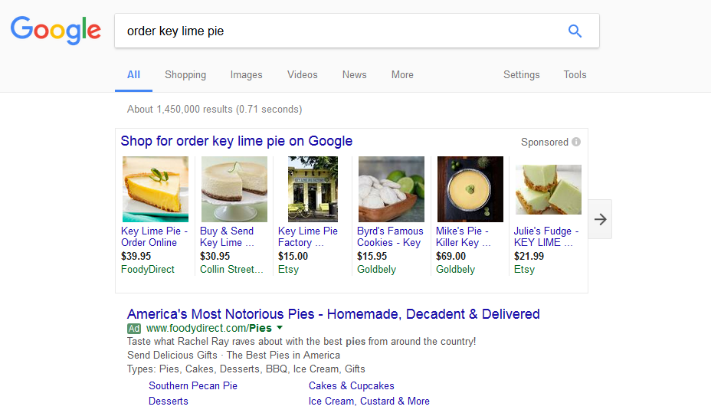 Google
order key lime pie
All Shopping Images Videos News More Settings Tools
About 1,450,000 results (0.71 seconds)
Shop for order key lime pie on Google Sponsored
Key Lime Pie -
Order Online
$39.95
FoodyDirect
Buy & Send
Key Lime ...
$30.95
Collin Street...
Key Lime Pie
Factory ...
$15.00
Etsy
Byrd's Famous
Cookies - Key
$15.95
Goldbely
Mike's Pie -
Killer Key ...
$69.00
Goldbely
Julie's Fudge -
KEY LIME ...
$21.99
Etsy
America's Most Notorious Pies - Homemade, Decadent & Delivered
Ad www.foodydirect.com/Pies
Taste what Rachel Ray raves about with the best pies from around the country!
Send Delicious Gifts · The Best Pies in America
Types: Pies, Cakes, Desserts, BBQ, Ice Cream, Gifts
Southern Pecan Pie Cakes & Cupcakes
Desserts Ice Cream, Custard & More